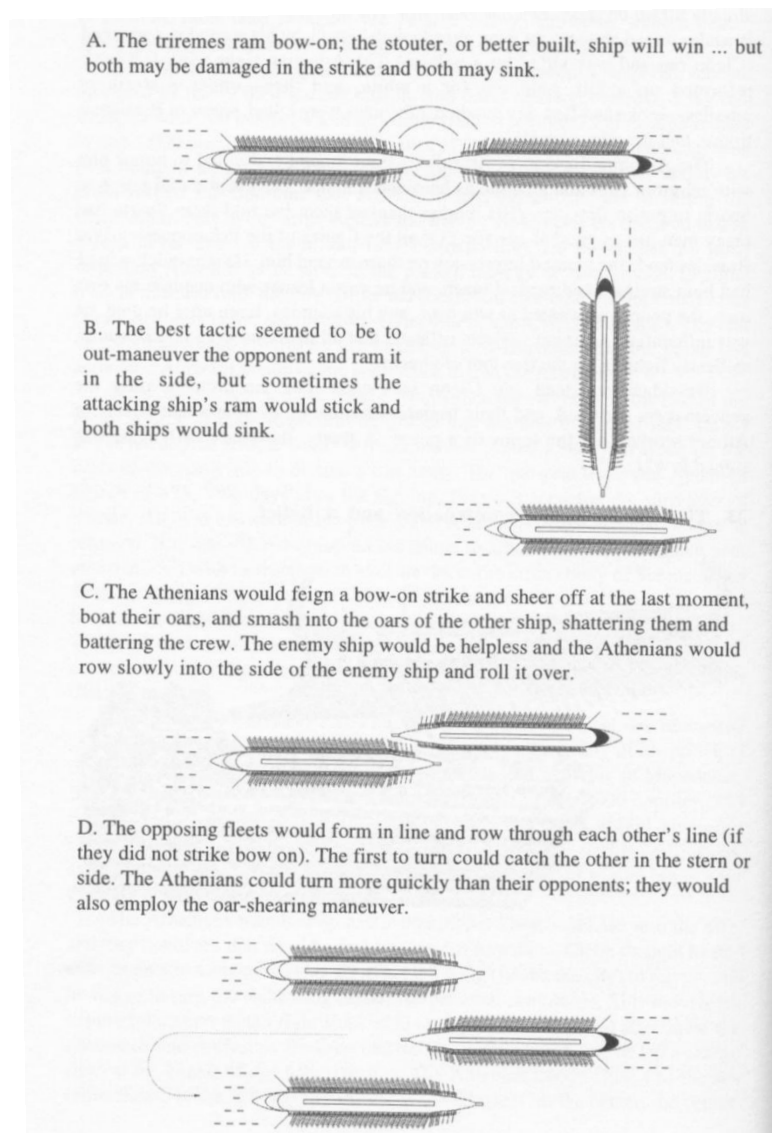 A. The triremes ram bow-on; the stouter, or better built, ship will win ... but
both may be damaged in the strike and both may sink.
B. The best tactic seemed to be to
out-maneuver the opponent and ram it
in the side, but sometimes the
attacking ship's ram would stick and
both ships would sink.
C. The Athenians would feign a bow-on strike and sheer off at the last moment,
boat their oars, and smash into the oars of the other ship, shattering them and
battering the crew. The enemy ship would be helpless and the Athenians would
row slowly into the side of the enemy ship and roll it over.
D. The opposing fleets would form in line and row through each other's line (if
they did not strike bow on). The first to turn could catch the other in the stern or
side. The Athenians could turn more quickly than their opponents; they would
also employ the oar-shearing maneuver.